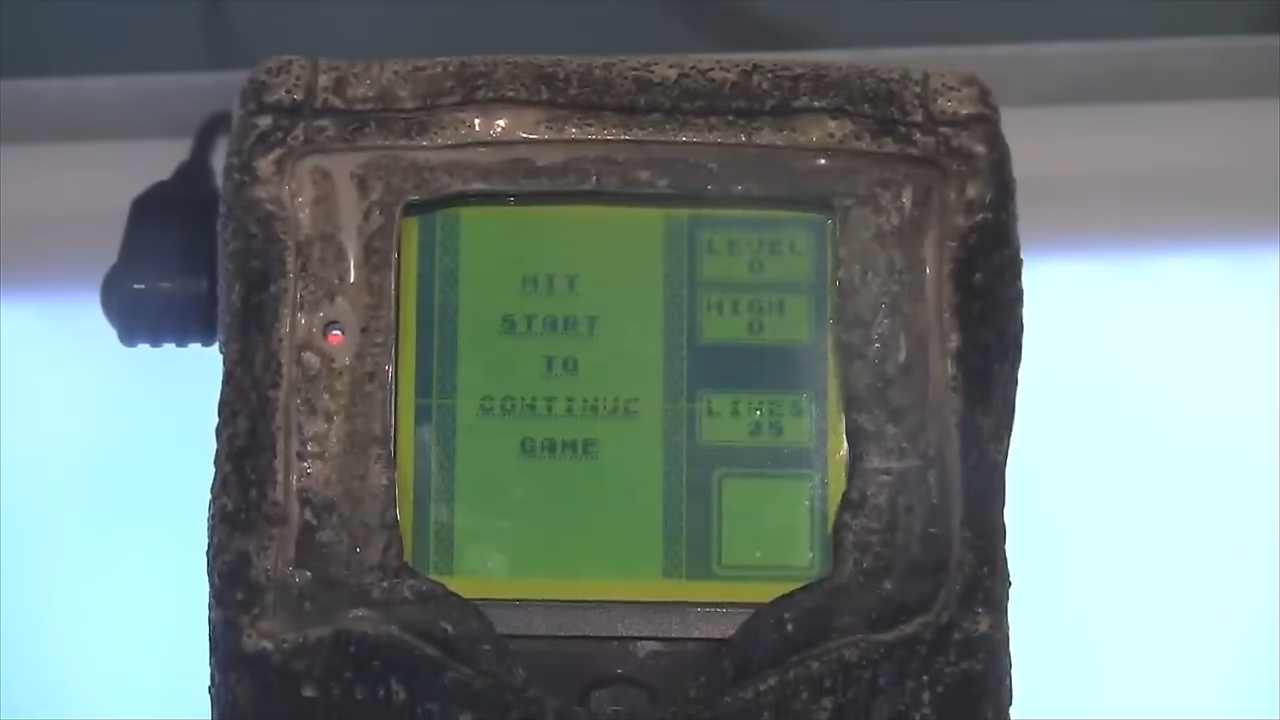 HIT
START
TO
CONTINUE
GAME
LEVEL
0
HIGH
0
LINES
25